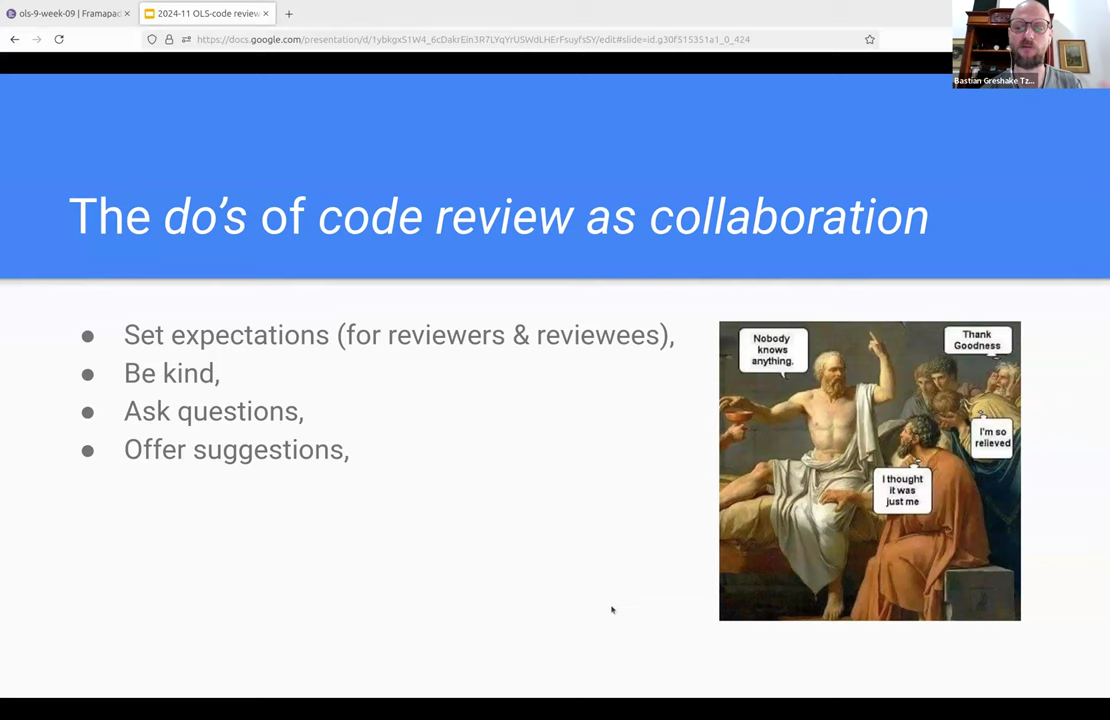 ols-9-week-09 | Framapad
2024-11 OLS-code review
https://docs.google.com/presentation/d/1ybkgxS1W4_6cDakrEin3R7LYqYrUSWdLHErFsuyfsSY/edit#slide=id.g30f515351a1_0_424
Bastian Greshake Tz...
The do’s of code review as collaboration
● Set expectations (for reviewers & reviewees),
● Be kind,
● Ask questions,
● Offer suggestions,
Nobody
knows
anything.
Thank
Goodness
I'm so
relieved
I thought
it was
just me